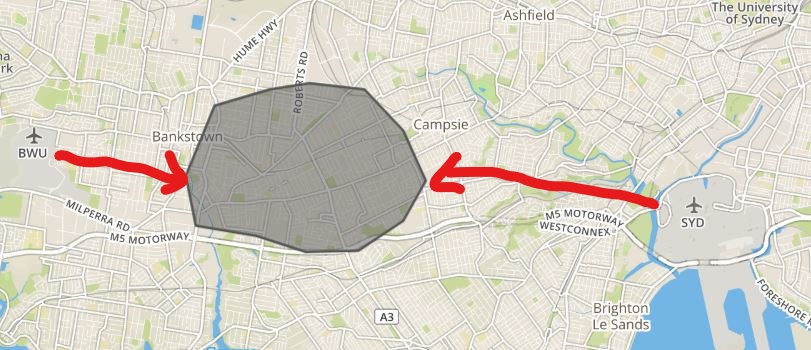 Ashfield
The University
of Sydney
HUME HWY
ROBERTS RD
rk
Bankstown
Campsie
BWU
MILPERRA RD
M5 MOTORWAY
M5 MOTORWAY
WESTCONNEX
SYD
A3
Brighton
Le Sands
FORESHORE R